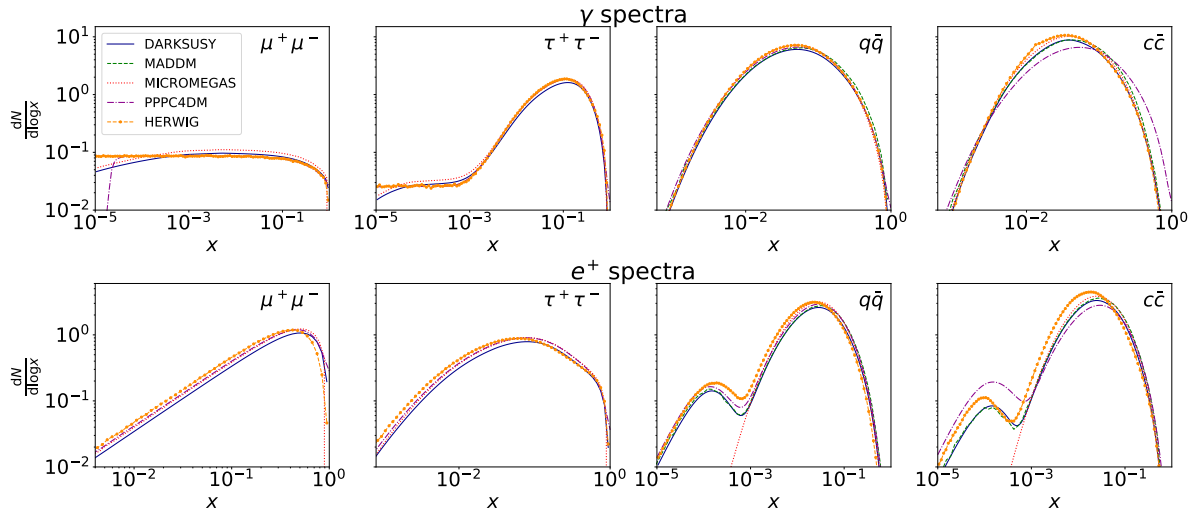 γ spectra
μ⁺μ⁻
DARKSUSY
MADDM
MICROMEGAS
PPPC4DM
HERWIG
τ⁺τ⁻
qq̄
cc̄
dN/dlogx
10¹
10⁰
10⁻¹
10⁻²
10⁻⁵ 10⁻³ 10⁻¹
10⁻⁵ 10⁻³ 10⁻¹
10⁻² 10⁰
10⁻² 10⁰
x x x x
e⁺ spectra
μ⁺μ⁻
τ⁺τ⁻
qq̄
cc̄
dN/dlogx
10⁰
10⁻¹
10⁻²
10⁻² 10⁻¹ 10⁰
10⁻² 10⁰
10⁻⁵ 10⁻³ 10⁻¹
10⁻⁵ 10⁻³ 10⁻¹
x x x x